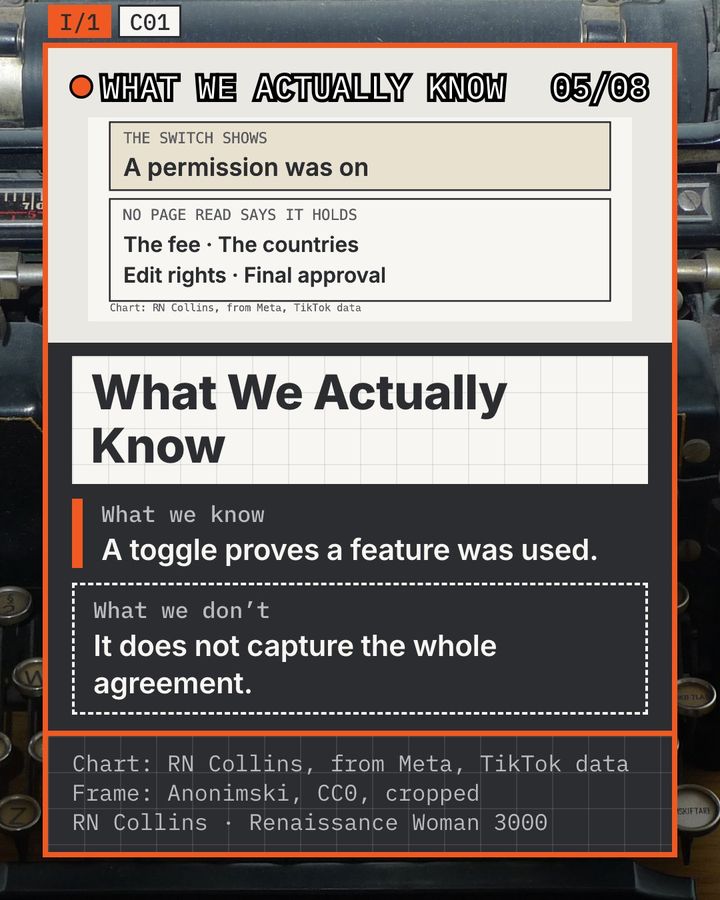 I/1 C01
WHAT WE ACTUALLY KNOW 05/08
THE SWITCH SHOWS
A permission was on
NO PAGE READ SAYS IT HOLDS
The fee · The countries
Edit rights · Final approval
Chart: RN Collins, from Meta, TikTok data
What We Actually
Know
What we know
A toggle proves a feature was used.
What we don’t
It does not capture the whole
agreement.
Chart: RN Collins, from Meta, TikTok data
Frame: Anonimski, CC0, cropped
RN Collins · Renaissance Woman 3000